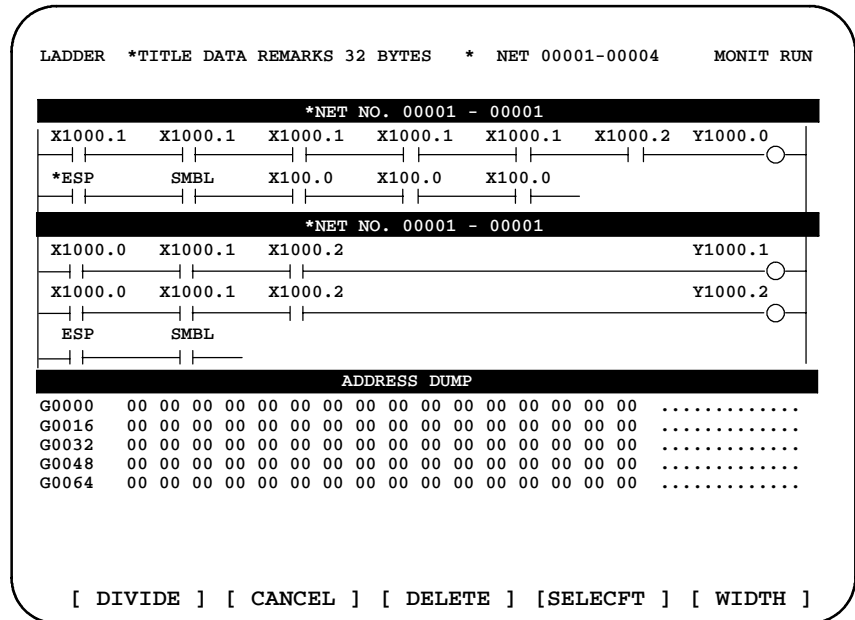 LADDER *TITLE DATA REMARKS 32 BYTES * NET 00001-00004 MONIT RUN
*NET NO. 00001 - 00001
X1000.1 X1000.1 X1000.1 X1000.1 X1000.1 X1000.2 Y1000.0
*ESP SMBL X100.0 X100.0 X100.0
*NET NO. 00001 - 00001
X1000.0 X1000.1 X1000.2 Y1000.1
X1000.0 X1000.1 X1000.2 Y1000.2
ESP SMBL
ADDRESS DUMP
G0000 00 00 00 00 00 00 00 00 00 00 00 00 00 00 00 00 .............
G0016 00 00 00 00 00 00 00 00 00 00 00 00 00 00 00 00 .............
G0032 00 00 00 00 00 00 00 00 00 00 00 00 00 00 00 00 .............
G0048 00 00 00 00 00 00 00 00 00 00 00 00 00 00 00 00 .............
G0064 00 00 00 00 00 00 00 00 00 00 00 00 00 00 00 00 .............
[ DIVIDE ] [ CANCEL ] [ DELETE ] [SELECFT ] [ WIDTH ]